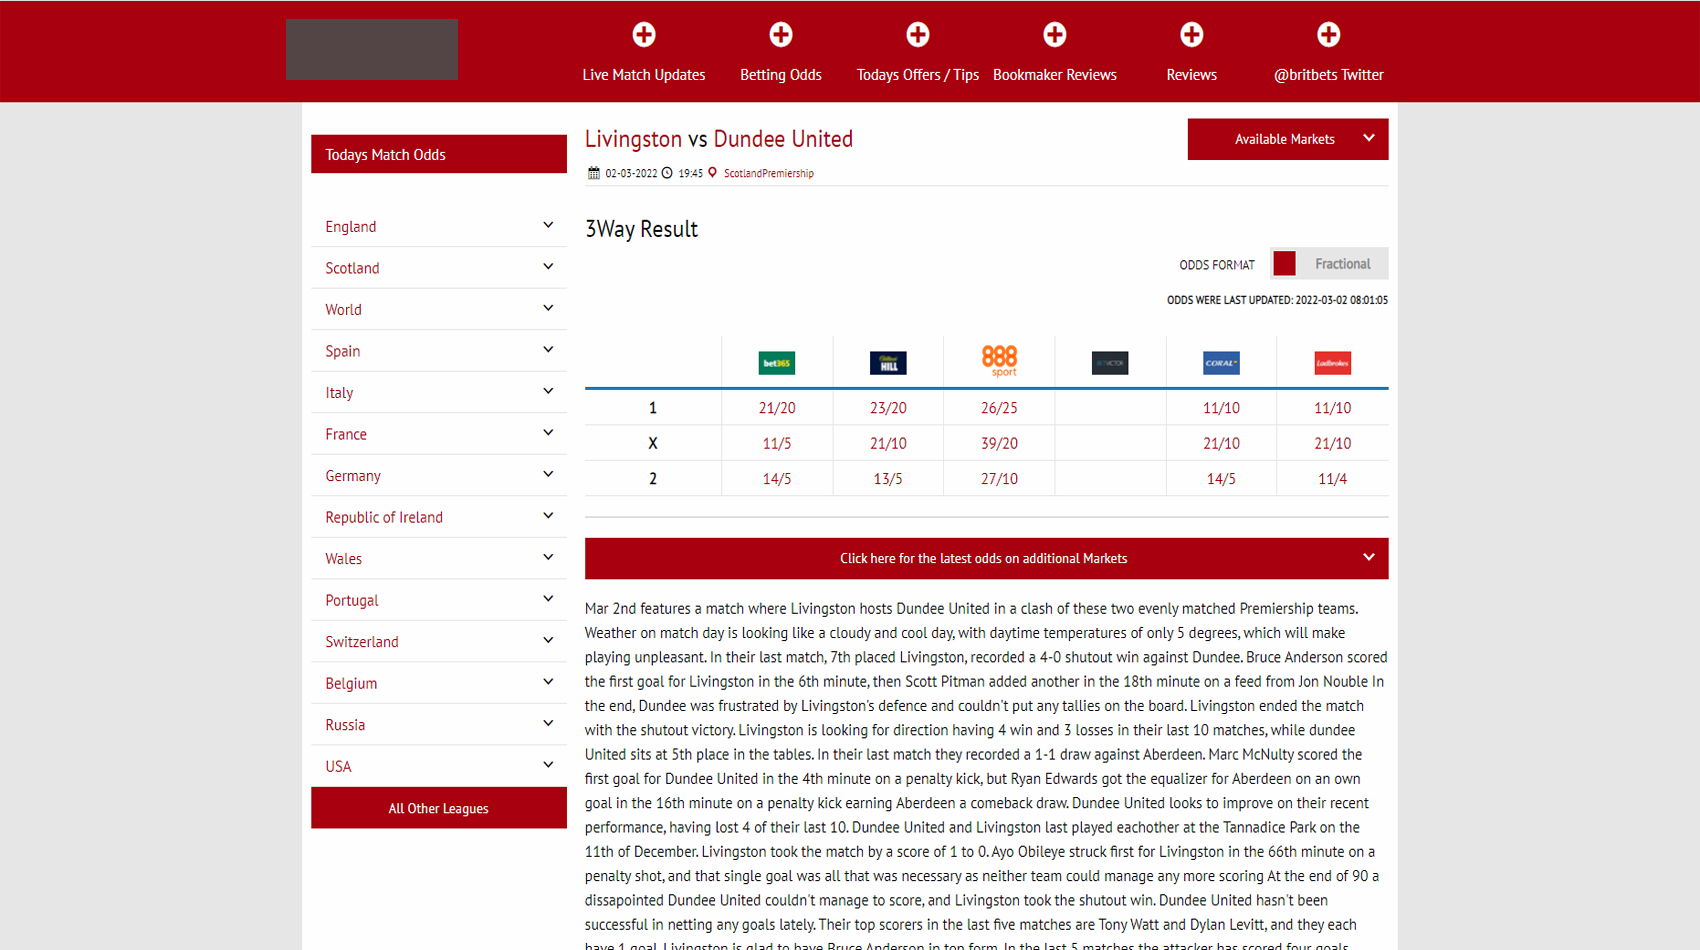 Live Match Updates
Betting Odds
Todays Offers / Tips
Bookmaker Reviews
Reviews
@britbets Twitter
Todays Match Odds
England
Scotland
World
Spain
Italy
France
Germany
Republic of Ireland
Wales
Portugal
Switzerland
Belgium
Russia
USA
All Other Leagues
Livingston vs Dundee United
Available Markets
02-03-2022 19:45 ScotlandPremiership
3Way Result
ODDS FORMAT Fractional
ODDS WERE LAST UPDATED: 2022-03-02 08:01:05
bet365 William HILL 888 sport BETVICTOR CORAL Ladbrokes
1 21/20 23/20 26/25 11/10 11/10
X 11/5 21/10 39/20 21/10 21/10
2 14/5 13/5 27/10 14/5 11/4
Click here for the latest odds on additional Markets
Mar 2nd features a match where Livingston hosts Dundee United in a clash of these two evenly matched Premiership teams.
Weather on match day is looking like a cloudy and cool day, with daytime temperatures of only 5 degrees, which will make
playing unpleasant. In their last match, 7th placed Livingston, recorded a 4-0 shutout win against Dundee. Bruce Anderson scored
the first goal for Livingston in the 6th minute, then Scott Pitman added another in the 18th minute on a feed from Jon Nouble In
the end, Dundee was frustrated by Livingston's defence and couldn't put any tallies on the board. Livingston ended the match
with the shutout victory. Livingston is looking for direction having 4 win and 3 losses in their last 10 matches, while dundee
United sits at 5th place in the tables. In their last match they recorded a 1-1 draw against Aberdeen. Marc McNulty scored the
first goal for Dundee United in the 4th minute on a penalty kick, but Ryan Edwards got the equalizer for Aberdeen on an own
goal in the 16th minute on a penalty kick earning Aberdeen a comeback draw. Dundee United looks to improve on their recent
performance, having lost 4 of their last 10. Dundee United and Livingston last played eachother at the Tannadice Park on the
11th of December. Livingston took the match by a score of 1 to 0. Ayo Obileye struck first for Livingston in the 66th minute on a
penalty shot, and that single goal was all that was necessary as neither team could manage any more scoring At the end of 90 a
dissapointed Dundee United couldn't manage to score, and Livingston took the shutout win. Dundee United hasn't been
successful in netting any goals lately. Their top scorers in the last five matches are Tony Watt and Dylan Levitt, and they each
have 1 goal. Livingston is glad to have Bruce Anderson in top form. In the last 5 matches the attacker has scored four goals